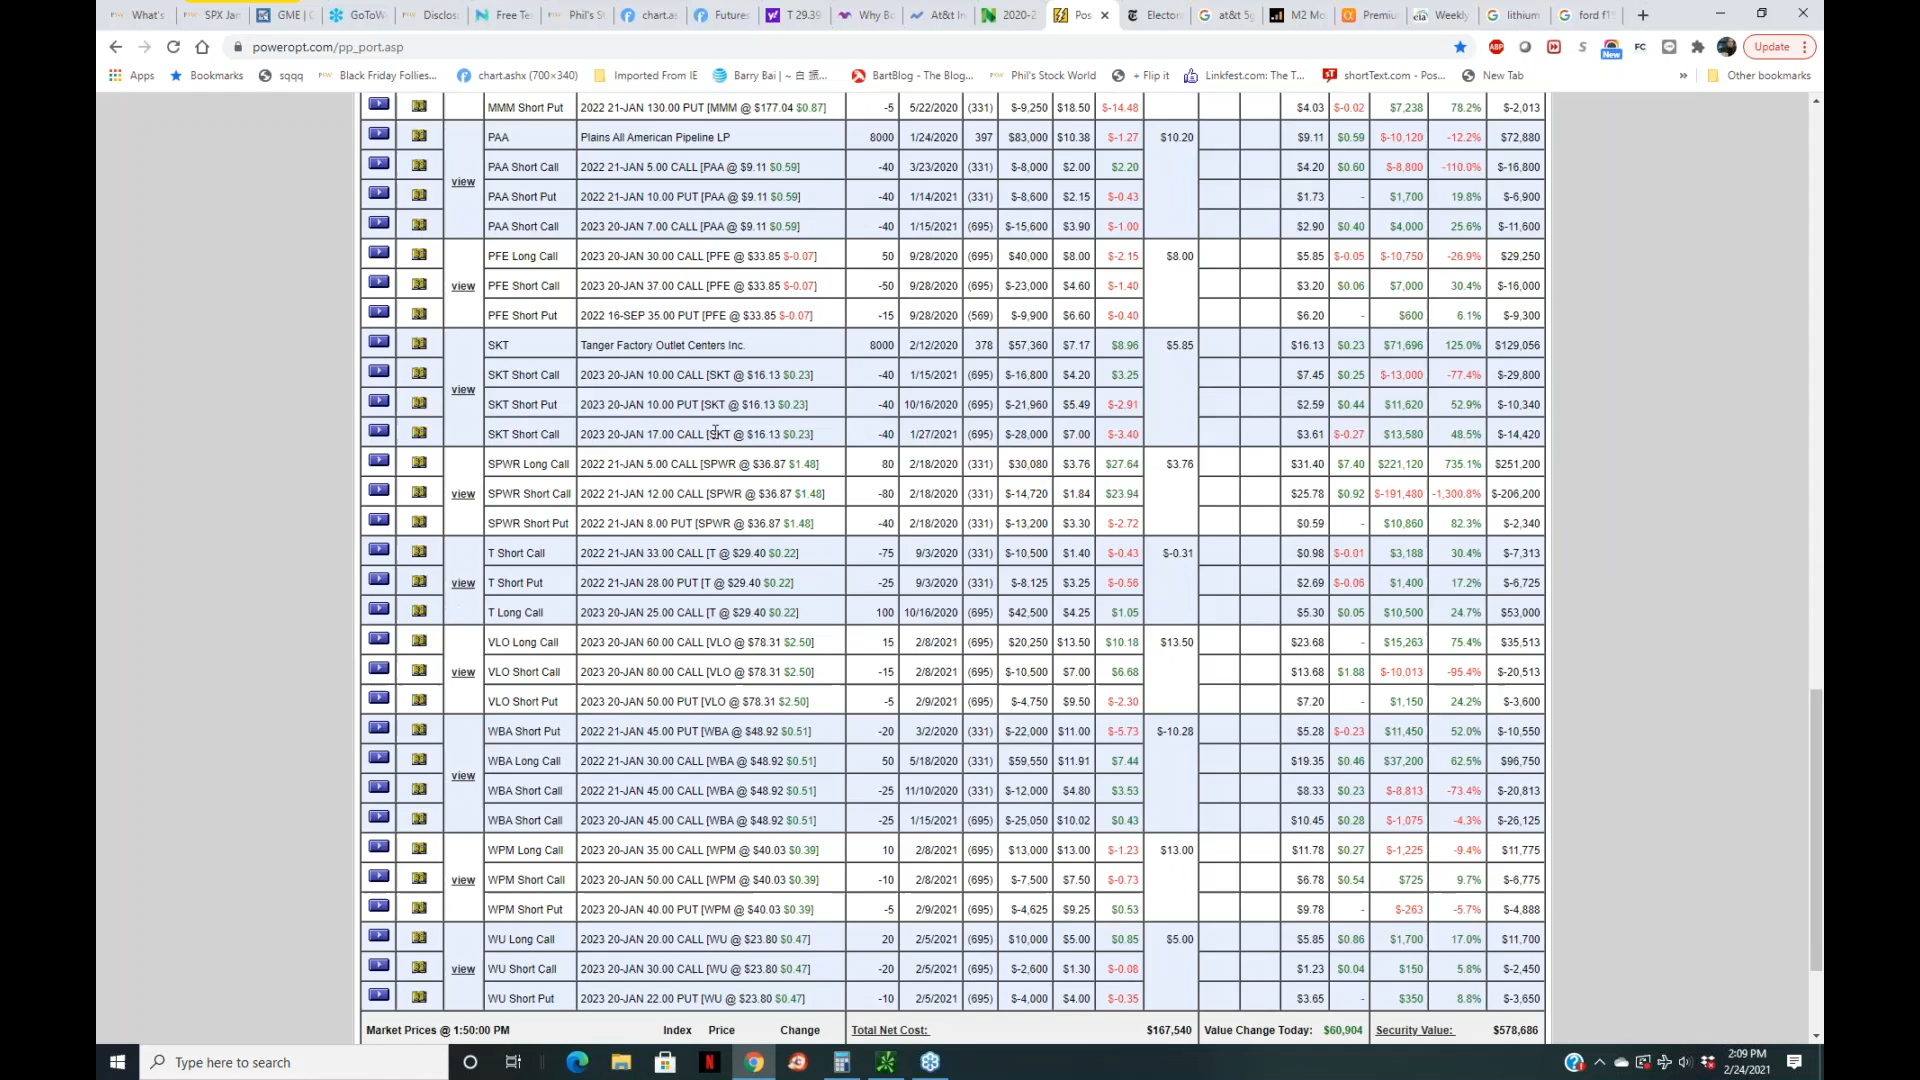 What's
SPX Jan
GME | (
GoToW
Disclos
Free Te
Phil's St
chart.as
Futures
T 29.39
Why Bo
At&t In
2020-2
Pos
Elector
at&t 5g
M2 Mo
Premiu
Weekly
lithium
ford f1
poweropt.com/pp_port.asp
ABP
New
FC
Update
Apps
Bookmarks
sqqq
Black Friday Follies...
chart.ashx (700×340)
Imported From IE
Barry Bai | ~ 白 振...
BartBlog - The Blog...
Phil's Stock World
+ Flip it
Linkfest.com: The T...
shortText.com - Pos...
New Tab
»
Other bookmarks
MMM Short Put 2022 21-JAN 130.00 PUT [MMM @ $177.04 $0.87] -5 5/22/2020 (331) $-9,250 $18.50 $-14.48 $4.03 $-0.02 $7,238 78.2% $-2,013
PAA Plains All American Pipeline LP 8000 1/24/2020 397 $83,000 $10.38 $-1.27 $10.20 $9.11 $0.59 $-10,120 -12.2% $72,880
view PAA Short Call 2022 21-JAN 5.00 CALL [PAA @ $9.11 $0.59] -40 3/23/2020 (331) $-8,000 $2.00 $2.20 $4.20 $0.60 $-8,800 -110.0% $-16,800
PAA Short Put 2022 21-JAN 10.00 PUT [PAA @ $9.11 $0.59] -40 1/14/2021 (331) $-8,600 $2.15 $-0.43 $1.73 - $1,700 19.8% $-6,900
PAA Short Call 2023 20-JAN 7.00 CALL [PAA @ $9.11 $0.59] -40 1/15/2021 (695) $-15,600 $3.90 $-1.00 $2.90 $0.40 $4,000 25.6% $-11,600
PFE Long Call 2023 20-JAN 30.00 CALL [PFE @ $33.85 $-0.07] 50 9/28/2020 (695) $40,000 $8.00 $-2.15 $8.00 $5.85 $-0.05 $-10,750 -26.9% $29,250
view PFE Short Call 2023 20-JAN 37.00 CALL [PFE @ $33.85 $-0.07] -50 9/28/2020 (695) $-23,000 $4.60 $-1.40 $3.20 $0.06 $7,000 30.4% $-16,000
PFE Short Put 2022 16-SEP 35.00 PUT [PFE @ $33.85 $-0.07] -15 9/28/2020 (569) $-9,900 $6.60 $-0.40 $6.20 - $600 6.1% $-9,300
SKT Tanger Factory Outlet Centers Inc. 8000 2/12/2020 378 $57,360 $7.17 $8.96 $5.85 $16.13 $0.23 $71,696 125.0% $129,056
view SKT Short Call 2023 20-JAN 10.00 CALL [SKT @ $16.13 $0.23] -40 1/15/2021 (695) $-16,800 $4.20 $3.25 $7.45 $0.25 $-13,000 -77.4% $-29,800
SKT Short Put 2023 20-JAN 10.00 PUT [SKT @ $16.13 $0.23] -40 10/16/2020 (695) $-21,960 $5.49 $-2.91 $2.59 $0.44 $11,620 52.9% $-10,340
SKT Short Call 2023 20-JAN 17.00 CALL [SKT @ $16.13 $0.23] -40 1/27/2021 (695) $-28,000 $7.00 $-3.40 $3.61 $-0.27 $13,580 48.5% $-14,420
SPWR Long Call 2022 21-JAN 5.00 CALL [SPWR @ $36.87 $1.48] 80 2/18/2020 (331) $30,080 $3.76 $27.64 $3.76 $31.40 $7.40 $221,120 735.1% $251,200
view SPWR Short Call 2022 21-JAN 12.00 CALL [SPWR @ $36.87 $1.48] -80 2/18/2020 (331) $-14,720 $1.84 $23.94 $25.78 $0.92 $-191,480 -1,300.8% $-206,200
SPWR Short Put 2022 21-JAN 8.00 PUT [SPWR @ $36.87 $1.48] -40 2/18/2020 (331) $-13,200 $3.30 $-2.72 $0.59 - $10,860 82.3% $-2,340
T Short Call 2022 21-JAN 33.00 CALL [T @ $29.40 $0.22] -75 9/3/2020 (331) $-10,500 $1.40 $-0.43 $-0.31 $0.98 $-0.01 $3,188 30.4% $-7,313
view T Short Put 2022 21-JAN 28.00 PUT [T @ $29.40 $0.22] -25 9/3/2020 (331) $-8,125 $3.25 $-0.56 $2.69 $-0.06 $1,400 17.2% $-6,725
T Long Call 2023 20-JAN 25.00 CALL [T @ $29.40 $0.22] 100 10/16/2020 (695) $42,500 $4.25 $1.05 $5.30 $0.05 $10,500 24.7% $53,000
VLO Long Call 2023 20-JAN 60.00 CALL [VLO @ $78.31 $2.50] 15 2/8/2021 (695) $20,250 $13.50 $10.18 $13.50 $23.68 - $15,263 75.4% $35,513
view VLO Short Call 2023 20-JAN 80.00 CALL [VLO @ $78.31 $2.50] -15 2/8/2021 (695) $-10,500 $7.00 $6.68 $13.68 $1.88 $-10,013 -95.4% $-20,513
VLO Short Put 2023 20-JAN 50.00 PUT [VLO @ $78.31 $2.50] -5 2/9/2021 (695) $-4,750 $9.50 $-2.30 $7.20 - $1,150 24.2% $-3,600
WBA Short Put 2022 21-JAN 45.00 PUT [WBA @ $48.92 $0.51] -20 3/2/2020 (331) $-22,000 $11.00 $-5.73 $-10.28 $5.28 $-0.23 $11,450 52.0% $-10,550
view WBA Long Call 2022 21-JAN 30.00 CALL [WBA @ $48.92 $0.51] 50 5/18/2020 (331) $59,550 $11.91 $7.44 $19.35 $0.46 $37,200 62.5% $96,750
WBA Short Call 2022 21-JAN 45.00 CALL [WBA @ $48.92 $0.51] -25 11/10/2020 (331) $-12,000 $4.80 $3.53 $8.33 $0.23 $-8,813 -73.4% $-20,813
WBA Short Call 2023 20-JAN 45.00 CALL [WBA @ $48.92 $0.51] -25 1/15/2021 (695) $-25,050 $10.02 $0.43 $10.45 $0.28 $-1,075 -4.3% $-26,125
WPM Long Call 2023 20-JAN 35.00 CALL [WPM @ $40.03 $0.39] 10 2/8/2021 (695) $13,000 $13.00 $-1.23 $13.00 $11.78 $0.27 $-1,225 -9.4% $11,775
view WPM Short Call 2023 20-JAN 50.00 CALL [WPM @ $40.03 $0.39] -10 2/8/2021 (695) $-7,500 $7.50 $-0.73 $6.78 $0.54 $725 9.7% $-6,775
WPM Short Put 2023 20-JAN 40.00 PUT [WPM @ $40.03 $0.39] -5 2/9/2021 (695) $-4,625 $9.25 $0.53 $9.78 - $-263 -5.7% $-4,888
WU Long Call 2023 20-JAN 20.00 CALL [WU @ $23.80 $0.47] 20 2/5/2021 (695) $10,000 $5.00 $0.85 $5.00 $5.85 $0.86 $1,700 17.0% $11,700
view WU Short Call 2023 20-JAN 30.00 CALL [WU @ $23.80 $0.47] -20 2/5/2021 (695) $-2,600 $1.30 $-0.08 $1.23 $0.04 $150 5.8% $-2,450
WU Short Put 2023 20-JAN 22.00 PUT [WU @ $23.80 $0.47] -10 2/5/2021 (695) $-4,000 $4.00 $-0.35 $3.65 - $350 8.8% $-3,650
Market Prices @ 1:50:00 PM Index Price Change Total Net Cost: $167,540 Value Change Today: $60,904 Security Value: $578,686
Type here to search
2:09 PM
2/24/2021